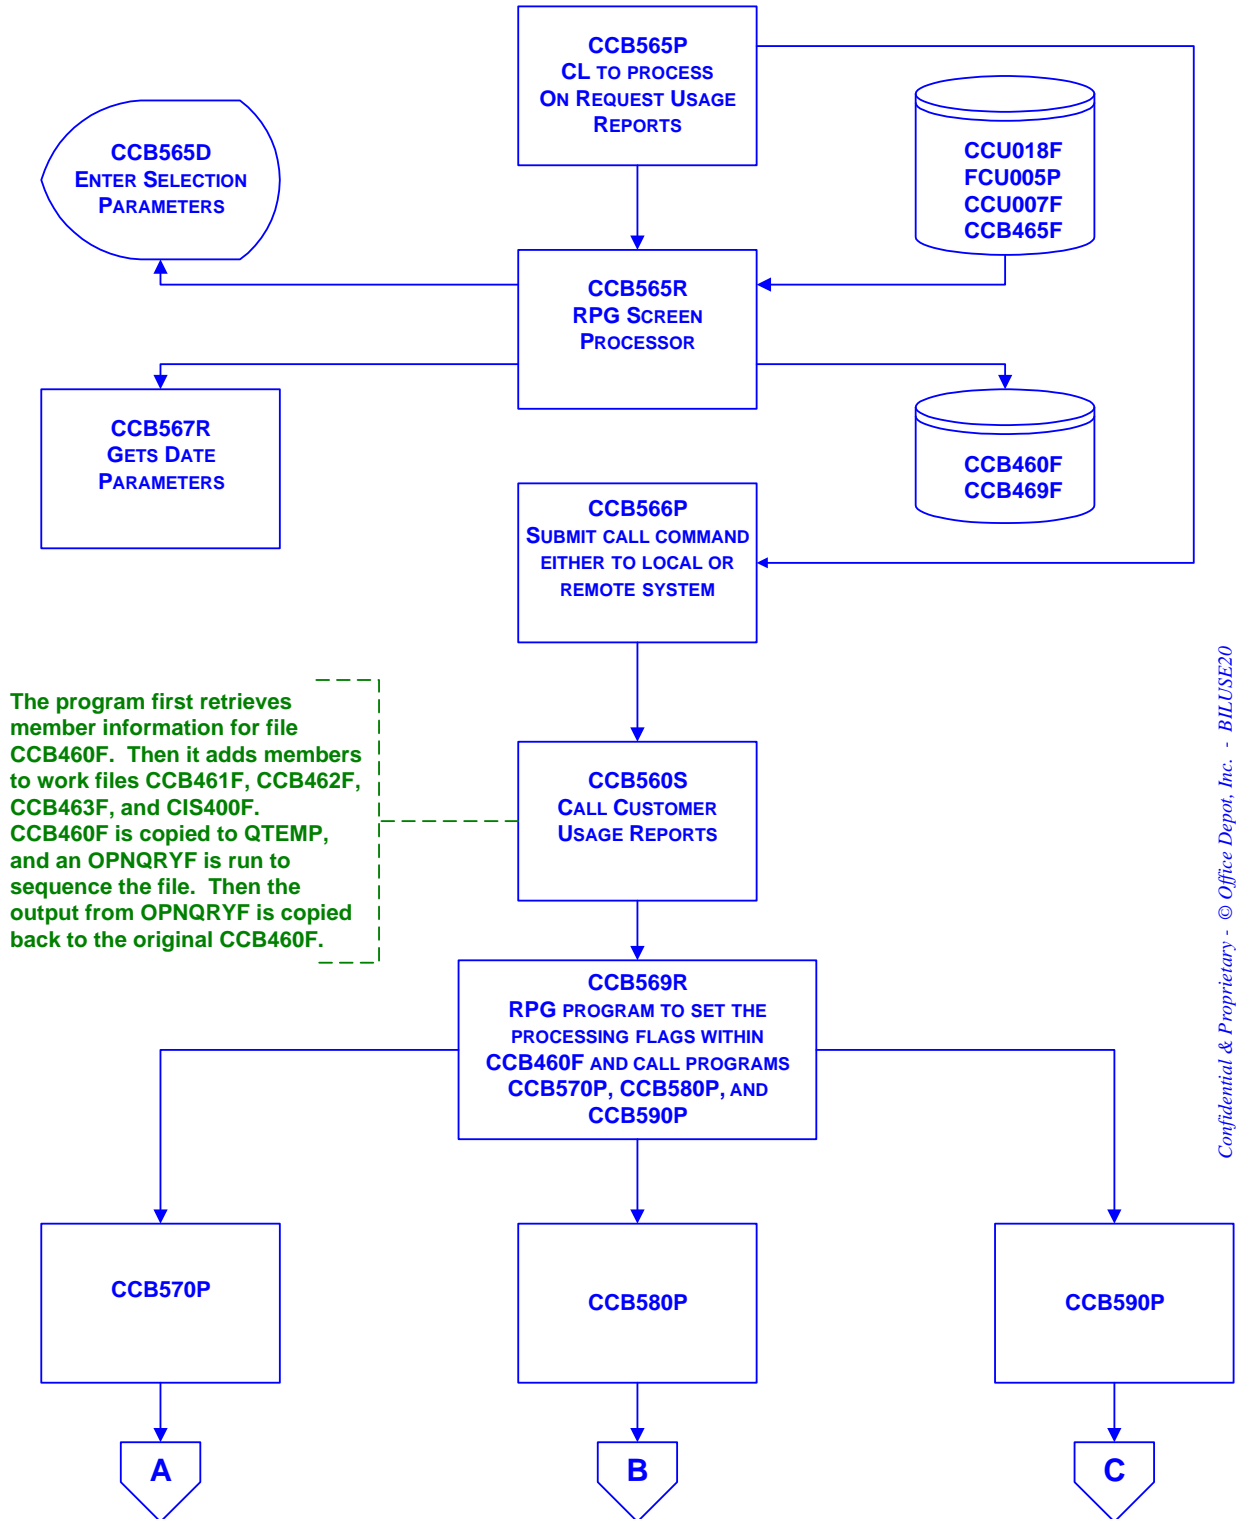 CCB565P
CL TO PROCESS
ON REQUEST USAGE
REPORTS
CCB565D
ENTER SELECTION
PARAMETERS
CCU018F
FCU005P
CCU007F
CCB465F
CCB565R
RPG SCREEN
PROCESSOR
CCB567R
GETS DATE
PARAMETERS
CCB460F
CCB469F
CCB566P
SUBMIT CALL COMMAND
EITHER TO LOCAL OR
REMOTE SYSTEM
The program first retrieves
member information for file
CCB460F.  Then it adds members
to work files CCB461F, CCB462F,
CCB463F, and CIS400F.
CCB460F is copied to QTEMP,
and an OPNQRYF is run to
sequence the file.  Then the
output from OPNQRYF is copied
back to the original CCB460F.
CCB560S
CALL CUSTOMER
USAGE REPORTS
CCB569R
RPG PROGRAM TO SET THE
PROCESSING FLAGS WITHIN
CCB460F AND CALL PROGRAMS
CCB570P, CCB580P, AND
CCB590P
CCB570P
CCB580P
CCB590P
A
B
C
Confidential & Proprietary - © Office Depot, Inc. - BILUSE20